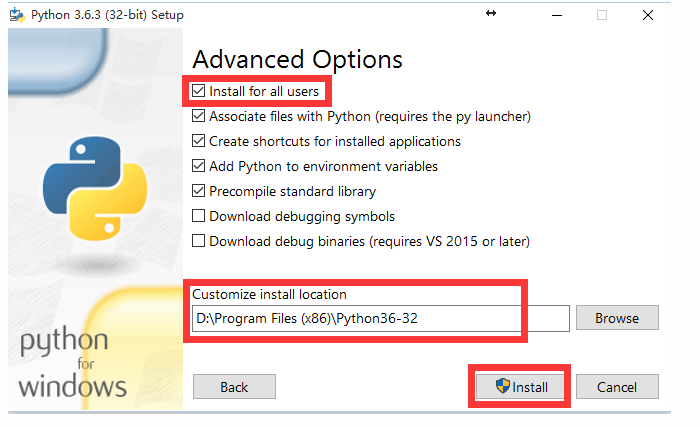 Python 3.6.3 (32-bit) Setup
Advanced Options
Install for all users
Associate files with Python (requires the py launcher)
Create shortcuts for installed applications
Add Python to environment variables
Precompile standard library
Download debugging symbols
Download debug binaries (requires VS 2015 or later)
Customize install location
D:\Program Files (x86)\Python36-32
Browse
python
for
windows
Back
Install
Cancel